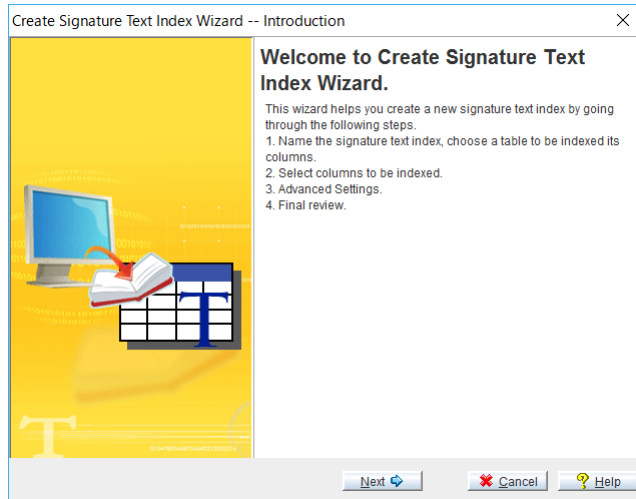 Create Signature Text Index Wizard -- Introduction
Welcome to Create Signature Text
Index Wizard.
This wizard helps you create a new signature text index by going
through the following steps.
1. Name the signature text index, choose a table to be indexed its
columns.
2. Select columns to be indexed.
3. Advanced Settings.
4. Final review.
T
T
Next
Cancel
Help